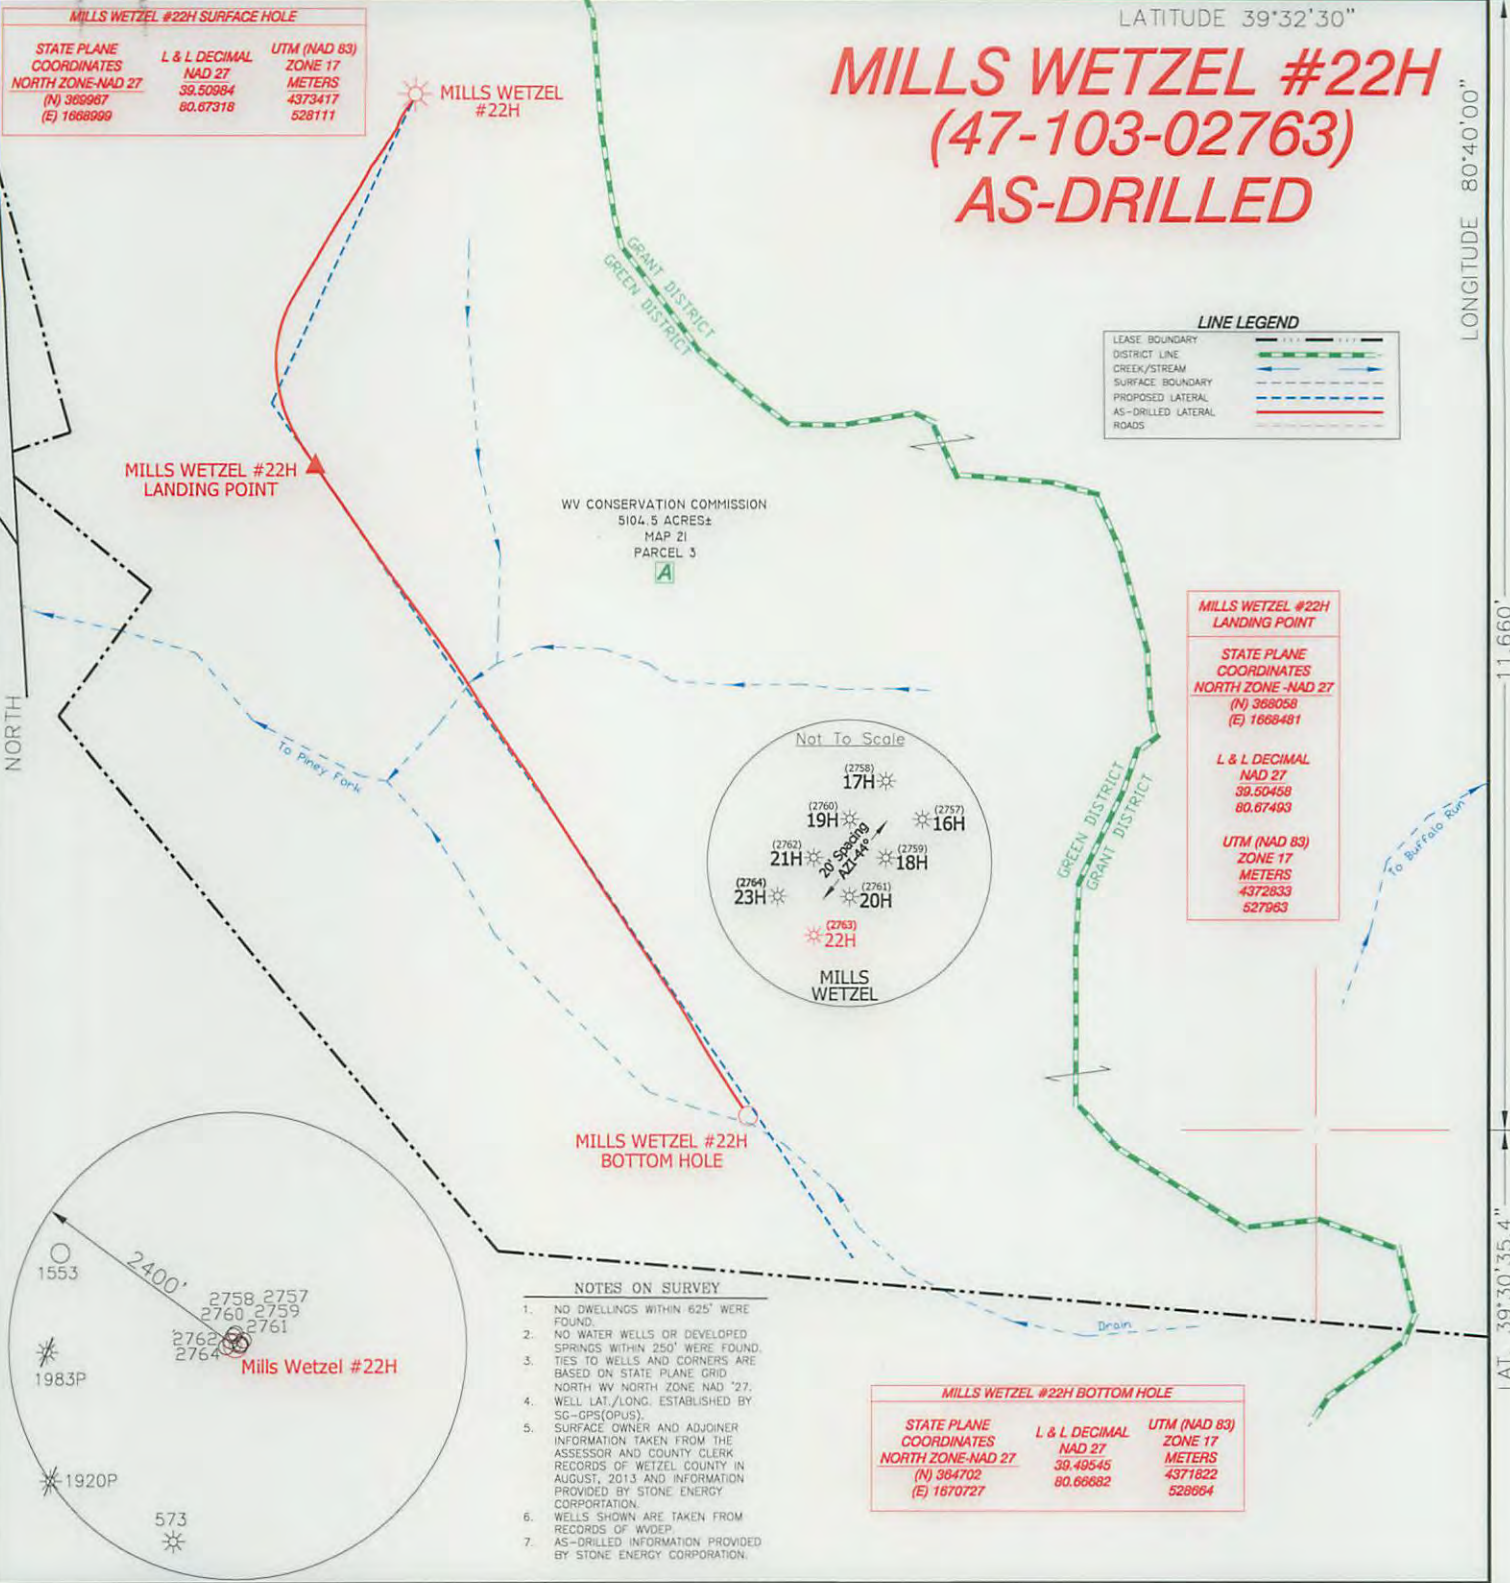 LATITUDE 39°32'30"
MILLS WETZEL #22H
(47-103-02763)
AS-DRILLED
LONGITUDE 80°40'00"
MILLS WETZEL #22H SURFACE HOLE
STATE PLANE
COORDINATES
NORTH ZONE-NAD 27
(N) 369967
(E) 1668999
L & L DECIMAL
NAD 27
39.50984
80.67318
UTM (NAD 83)
ZONE 17
METERS
4373417
528111
MILLS WETZEL
#22H
GRANT DISTRICT
GREEN DISTRICT
LINE LEGEND
LEASE BOUNDARY
DISTRICT LINE
CREEK/STREAM
SURFACE BOUNDARY
PROPOSED LATERAL
AS-DRILLED LATERAL
ROADS
MILLS WETZEL #22H
LANDING POINT
WV CONSERVATION COMMISSION
5104.5 ACRES±
MAP 21
PARCEL 3
A
MILLS WETZEL #22H
LANDING POINT
STATE PLANE
COORDINATES
NORTH ZONE -NAD 27
(N) 368058
(E) 1668481
L & L DECIMAL
NAD 27
39.50458
80.67493
UTM (NAD 83)
ZONE 17
METERS
4372833
527963
11,660'
NORTH
To Piney Fork
Not To Scale
(2758)
17H
(2760)
19H
(2757)
16H
(2762)
21H
(2759)
18H
20' Spacing
AZI-44°
(2764)
23H
(2761)
20H
(2763)
22H
MILLS
WETZEL
GREEN DISTRICT
GRANT DISTRICT
To Buffalo Run
MILLS WETZEL #22H
BOTTOM HOLE
LAT. 39°30'35.4"
2400'
1553
2758 2757
2760 2759
2761
2762
2764
Mills Wetzel #22H
1983P
1920P
573
Drain
NOTES ON SURVEY
1. NO DWELLINGS WITHIN 625' WERE
FOUND.
2. NO WATER WELLS OR DEVELOPED
SPRINGS WITHIN 250' WERE FOUND.
3. TIES TO WELLS AND CORNERS ARE
BASED ON STATE PLANE GRID
NORTH WV NORTH ZONE NAD '27.
4. WELL LAT./LONG. ESTABLISHED BY
SG-GPS(OPUS).
5. SURFACE OWNER AND ADJOINER
INFORMATION TAKEN FROM THE
ASSESSOR AND COUNTY CLERK
RECORDS OF WETZEL COUNTY IN
AUGUST, 2013 AND INFORMATION
PROVIDED BY STONE ENERGY
CORPORTATION.
6. WELLS SHOWN ARE TAKEN FROM
RECORDS OF WVDEP.
7. AS-DRILLED INFORMATION PROVIDED
BY STONE ENERGY CORPORATION.
MILLS WETZEL #22H BOTTOM HOLE
STATE PLANE
COORDINATES
NORTH ZONE-NAD 27
(N) 364702
(E) 1670727
L & L DECIMAL
NAD 27
39.49545
80.66682
UTM (NAD 83)
ZONE 17
METERS
4371822
528664